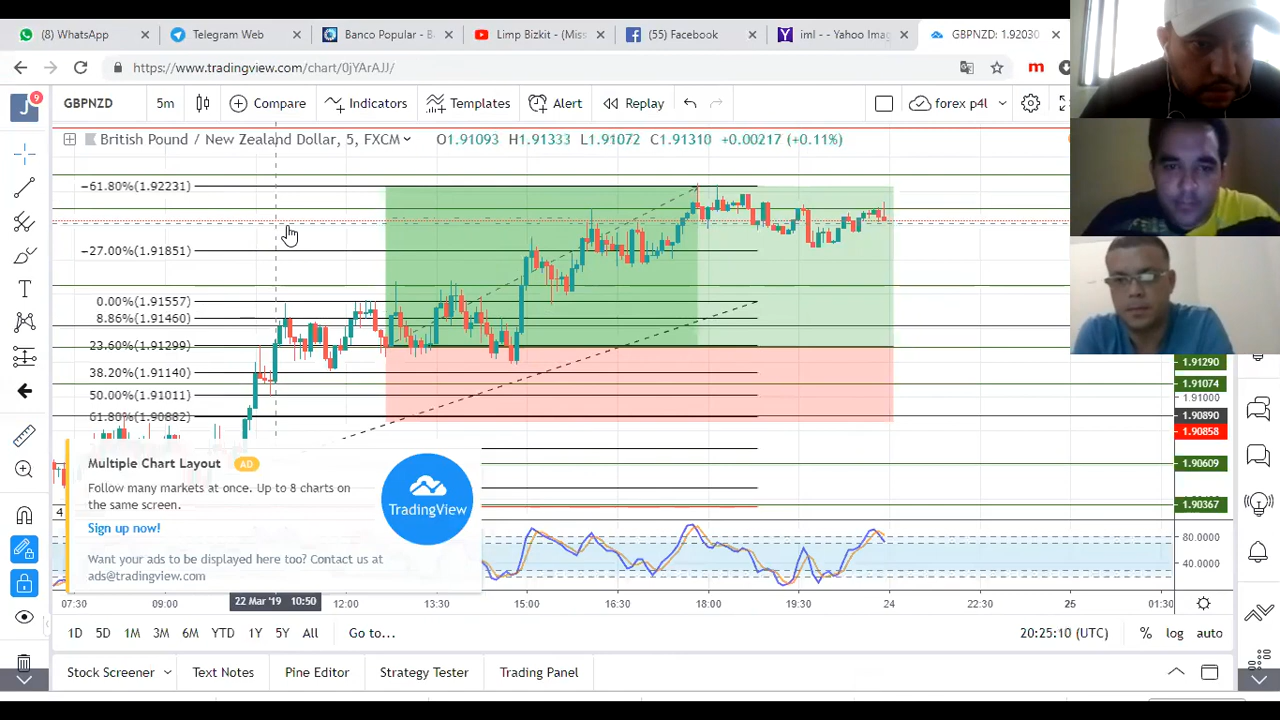 (8) WhatsApp
Telegram Web
Banco Popular - B
Limp Bizkit - (Miss
(55) Facebook
iml - - Yahoo Imag
GBPNZD: 1.92030
https://www.tradingview.com/chart/0jYArAJJ/
m
J
9
GBPNZD
5m
Compare
Indicators
Templates
Alert
Replay
forex p4l
British Pound / New Zealand Dollar, 5, FXCM
O1.91093 H1.91333 L1.91072 C1.91310 +0.00217 (+0.11%)
−61.80%(1.92231)
−27.00%(1.91851)
0.00%(1.91557)
8.86%(1.91460)
23.60%(1.91299)
38.20%(1.91140)
50.00%(1.91011)
61.80%(1.90882)
1.91290
1.91074
1.91000
1.90890
1.90858
1.90609
1.90367
Multiple Chart Layout AD
Follow many markets at once. Up to 8 charts on
the same screen.
Sign up now!
Want your ads to be displayed here too? Contact us at
ads@tradingview.com
TradingView
4
80.0000
40.0000
07:30
09:00
22 Mar '19 10:50
12:00
13:30
15:00
16:30
18:00
19:30
24
22:30
25
01:30
1D 5D 1M 3M 6M YTD 1Y 5Y All Go to...
20:25:10 (UTC) % log auto
Stock Screener Text Notes Pine Editor Strategy Tester Trading Panel